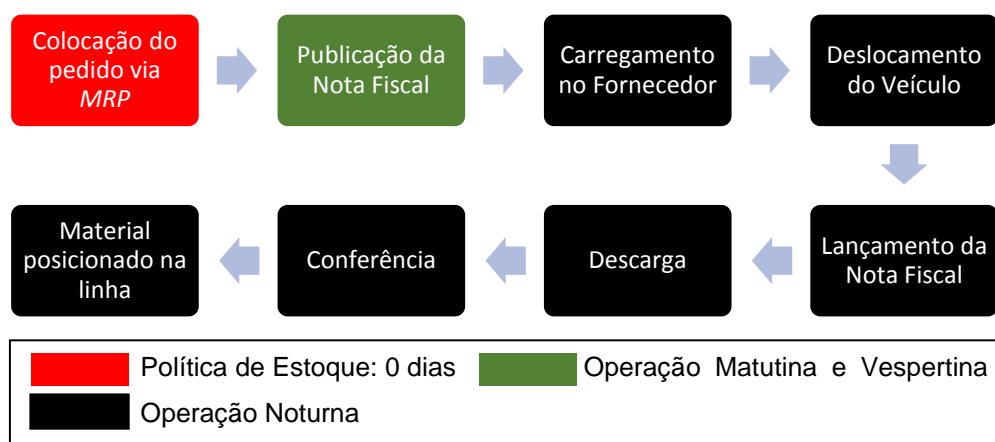 Colocação do
pedido via
MRP
Publicação da
Nota Fiscal
Carregamento
no Fornecedor
Deslocamento
do Veículo
Lançamento da
Nota Fiscal
Descarga
Conferência
Material
posicionado na
linha
Política de Estoque: 0 dias
Operação Matutina e Vespertina
Operação Noturna